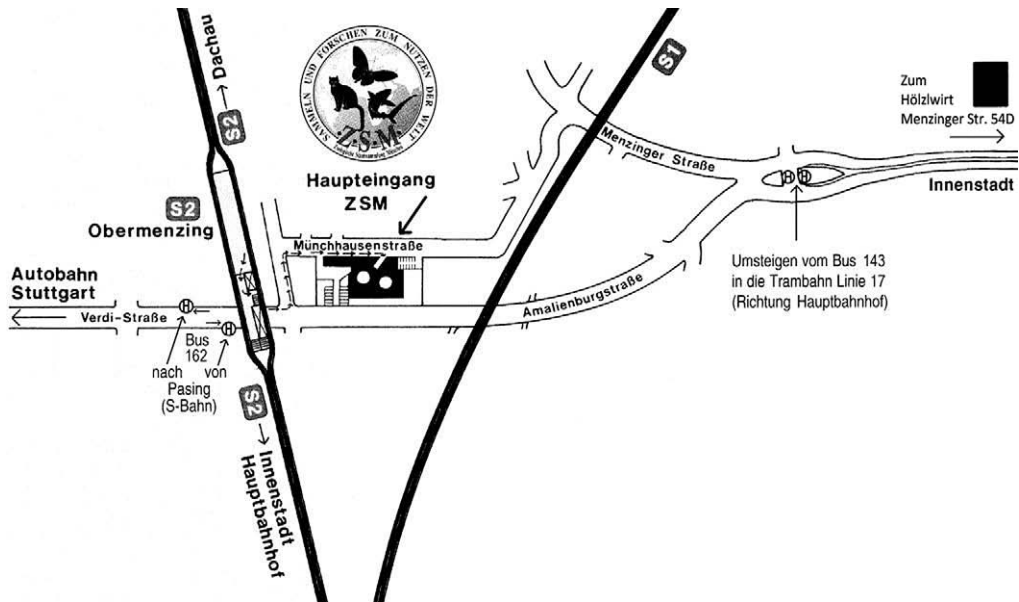 Dachau
S2
SAMMELN UND FORSCHEN ZUM NUTZEN DER WELT
Z·S·M·
S1
Zum
Hölzlwirt
Menzinger Str. 54D
Menzinger Straße
Innenstadt
Haupteingang
ZSM
S2
Obermenzing
Münchhausenstraße
Umsteigen vom Bus 143
in die Trambahn Linie 17
(Richtung Hauptbahnhof)
Autobahn
Stuttgart
H
H
H
Verdi-Straße
Amalienburgstraße
H
Bus
162
nach von
Pasing
(S-Bahn)
S2
Innenstadt
Hauptbahnhof